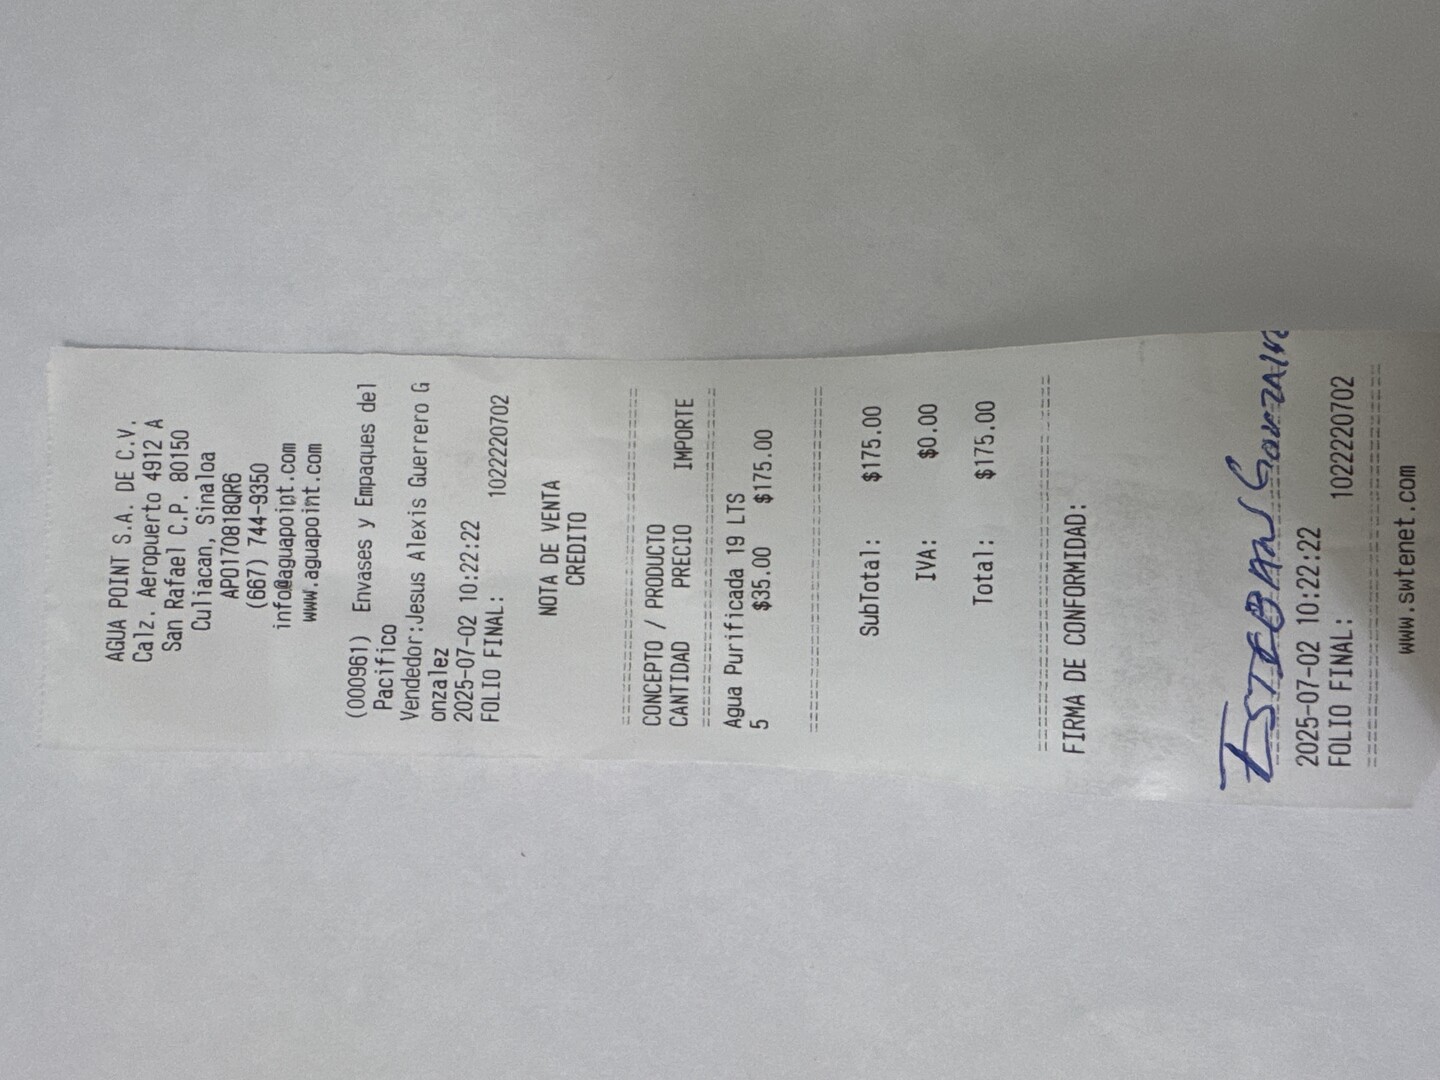 AGUA POINT S.A. DE C.V.
Calz. Aeropuerto 4912 A
San Rafael C.P. 80150
Culiacan, Sinaloa
APO170818QR6
(667) 744-9350
info@aguapoint.com
www.aguapoint.com
(000961) Envases y Empaques del
Pacifico
Vendedor:Jesus Alexis Guerrero G
onzalez
2025-07-02 10:22:22
FOLIO FINAL: 1022220702
NOTA DE VENTA
CREDITO
================================
CONCEPTO / PRODUCTO
CANTIDAD PRECIO IMPORTE
================================
Agua Purificada 19 LTS
5 $35.00 $175.00
================================
SubTotal: $175.00
IVA: $0.00
Total: $175.00
================================
FIRMA DE CONFORMIDAD:
ESTEBAN
2025-07-02 10:22:22
FOLIO FINAL: 1022220702
================================
www.swtenet.com